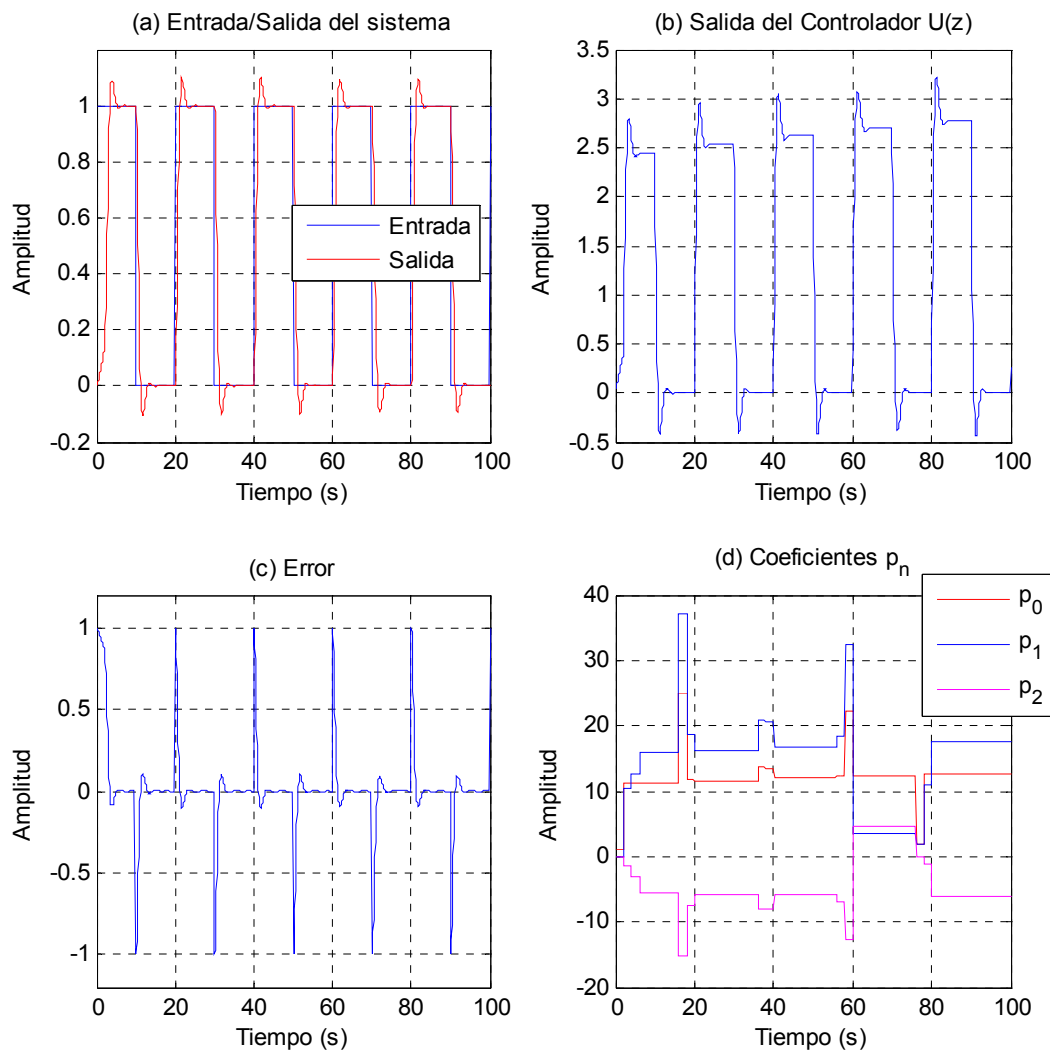 (a) Entrada/Salida del sistema
Amplitud
1
0.8
0.6
0.4
0.2
0
-0.2
Entrada
Salida
0 20 40 60 80 100
Tiempo (s)
(b) Salida del Controlador U(z)
Amplitud
3.5
3
2.5
2
1.5
1
0.5
0
-0.5
0 20 40 60 80 100
Tiempo (s)
(c) Error
Amplitud
1
0.5
0
-0.5
-1
0 20 40 60 80 100
Tiempo (s)
(d) Coeficientes p_n
Amplitud
40
30
20
10
0
-10
-20
p_0
p_1
p_2
0 20 40 60 80 100
Tiempo (s)